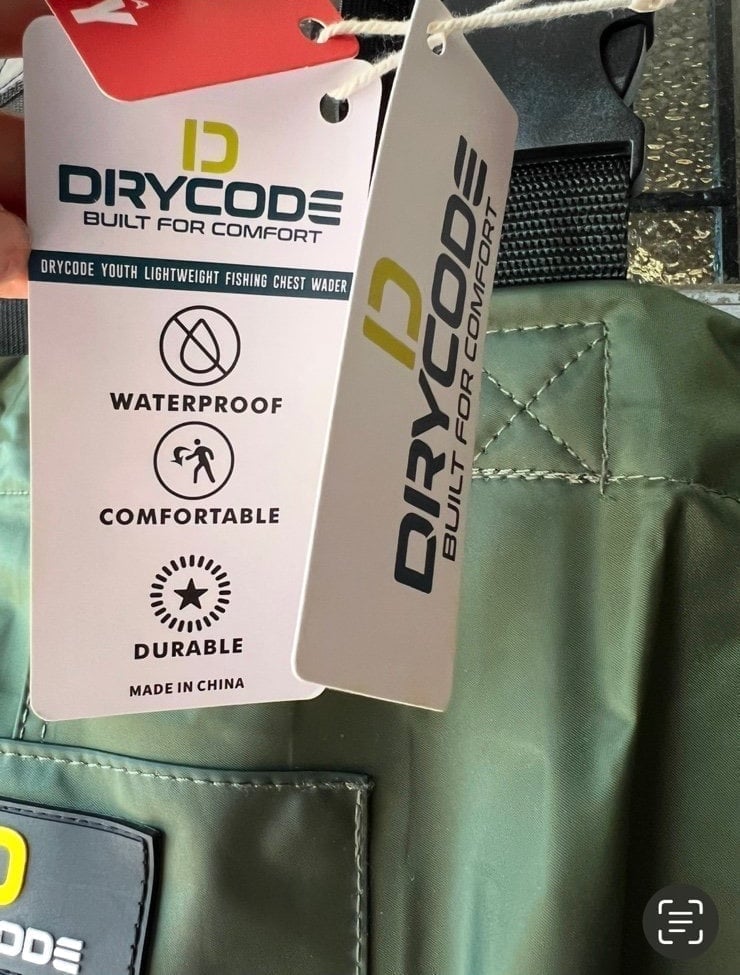 DRYCODE
BUILT FOR COMFORT
DRYCODE YOUTH LIGHTWEIGHT FISHING CHEST WADER
WATERPROOF
COMFORTABLE
DURABLE
MADE IN CHINA
DRYCODE
BUILT FOR COMFORT
ODE